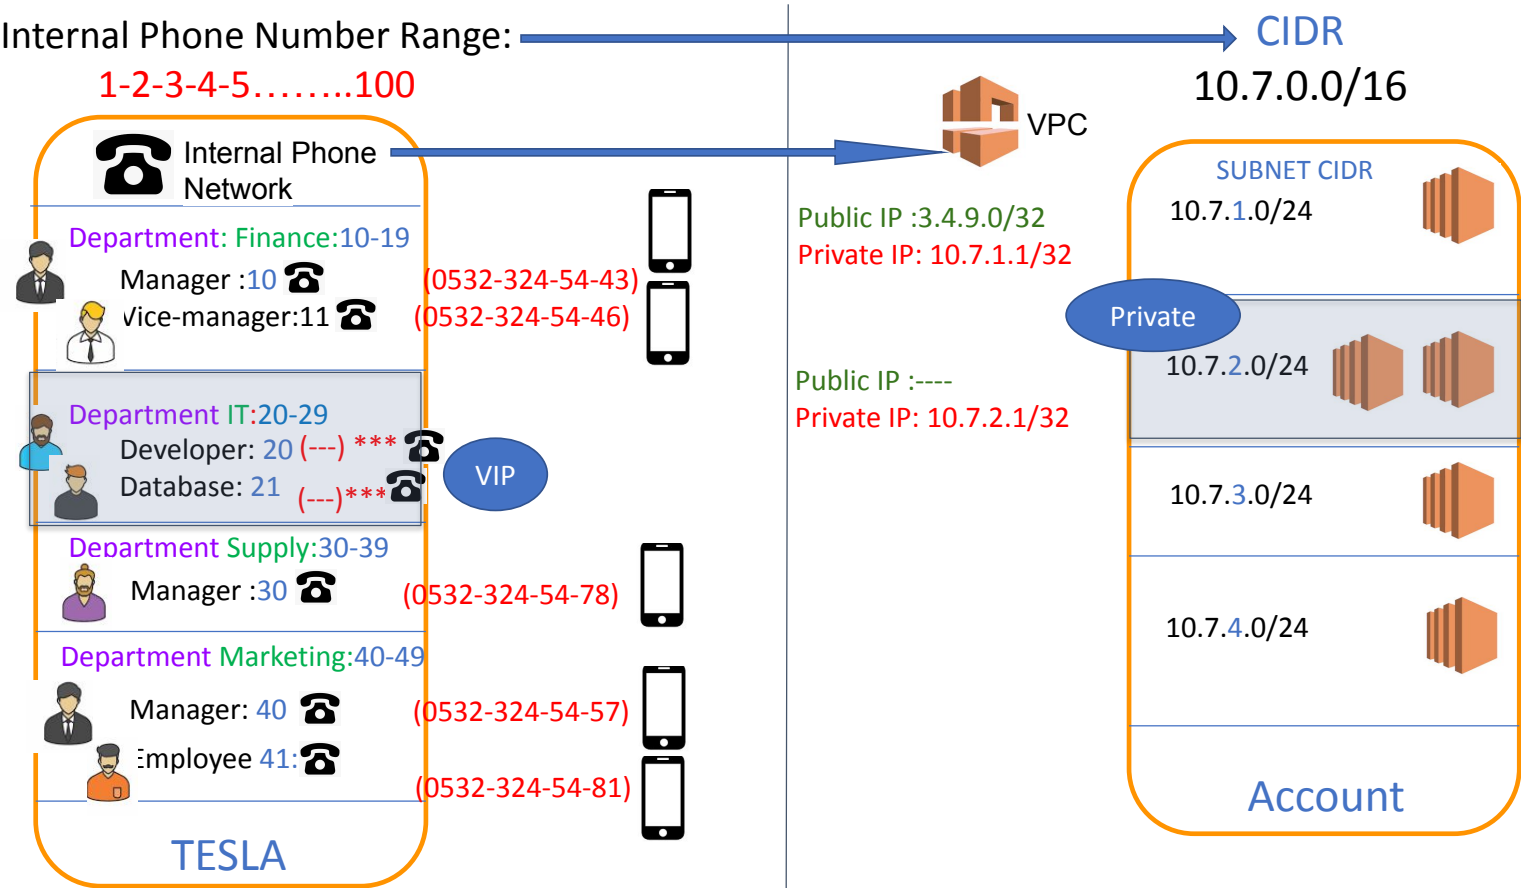 Internal Phone Number Range:
1-2-3-4-5……..100
Internal Phone
Network
Department: Finance:10-19
Manager :10
(0532-324-54-43)
Vice-manager:11
(0532-324-54-46)
Department IT:20-29
Developer: 20 (---) ***
Database: 21 (---)***
VIP
Department Supply:30-39
Manager :30
(0532-324-54-78)
Department Marketing:40-49
Manager: 40
(0532-324-54-57)
Employee 41:
(0532-324-54-81)
TESLA
CIDR
10.7.0.0/16
VPC
Public IP :3.4.9.0/32
Private IP: 10.7.1.1/32
Public IP :----
Private IP: 10.7.2.1/32
SUBNET CIDR
10.7.1.0/24
Private
10.7.2.0/24
10.7.3.0/24
10.7.4.0/24
Account